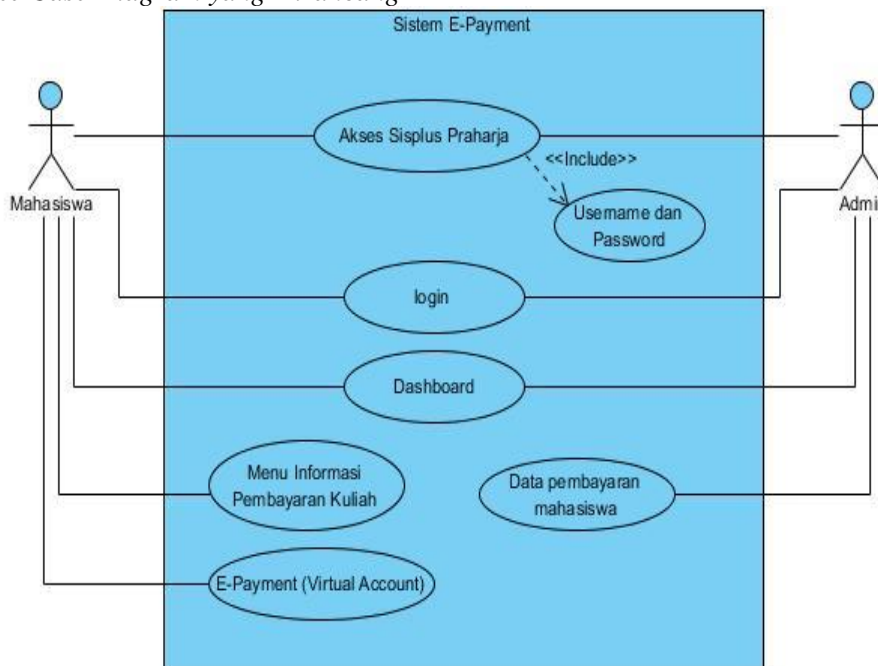 Sistem E-Payment
Akses Sisplus Praharja
<<Include>>
Mahasiswa
Username dan
Password
login
Dashboard
Menu Informasi
Pembayaran Kuliah
Data pembayaran
mahasiswa
E-Payment (Virtual Account)